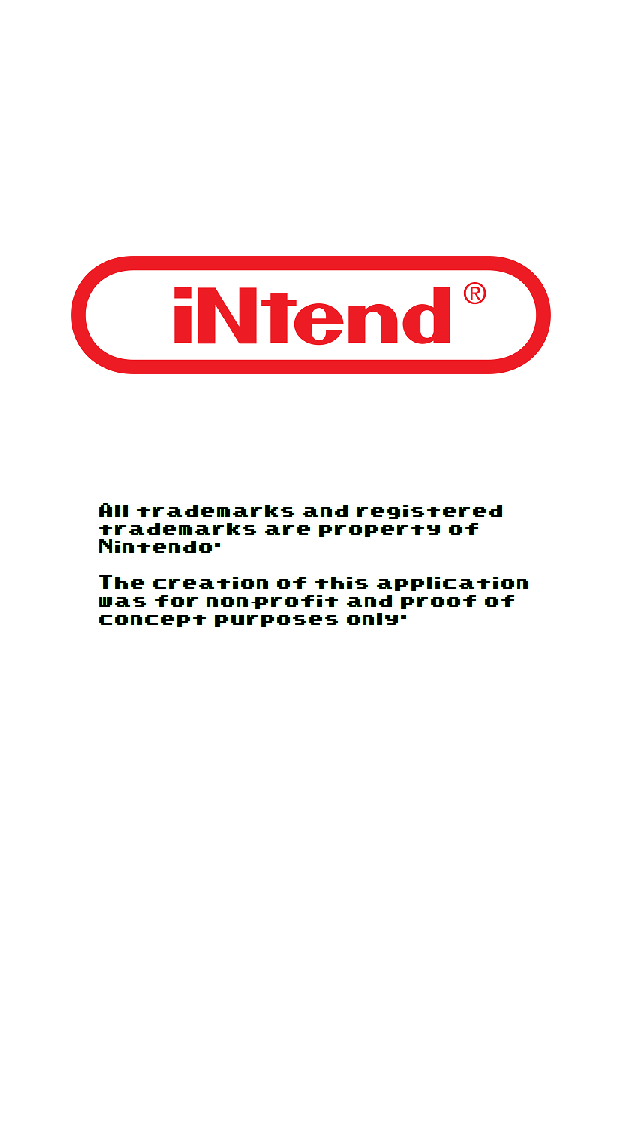 iNtend®
All trademarks and registered
trademarks are property of
Nintendo.
The creation of this application
was for non-profit and proof of
concept purposes only.